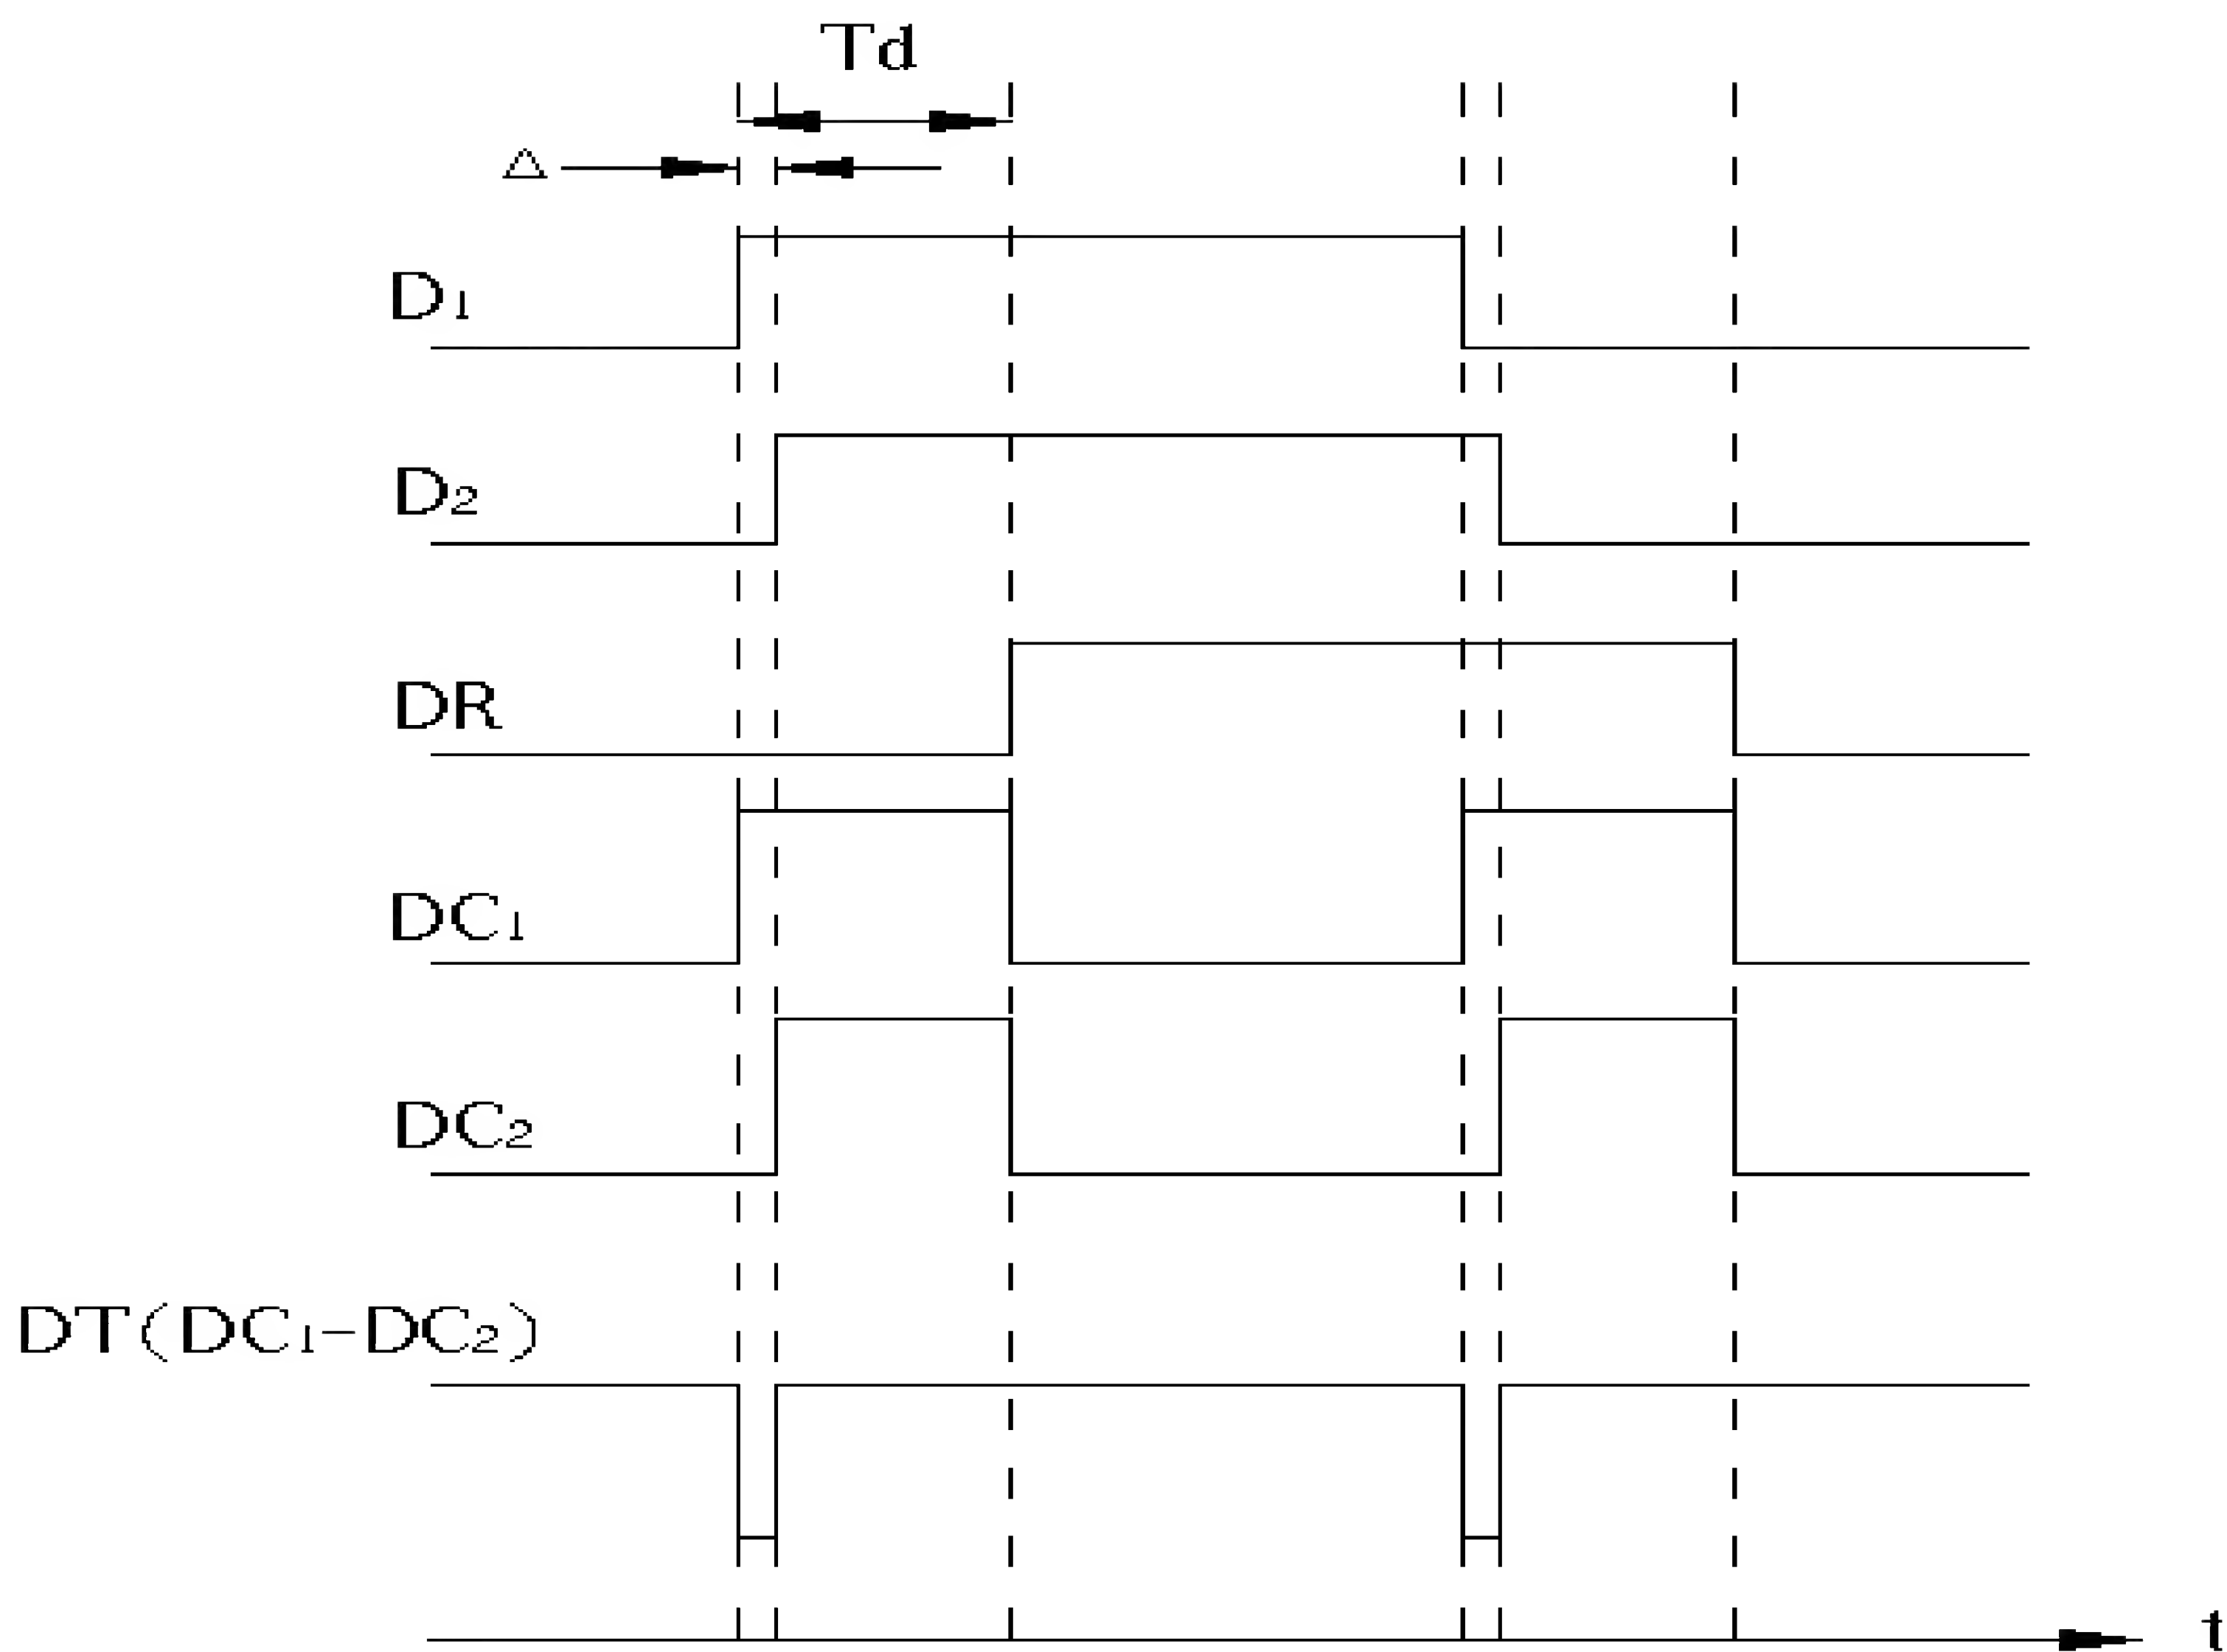 Td
Δ
D1
D2
DR
DC1
DC2
DT(DC1-DC2)
t